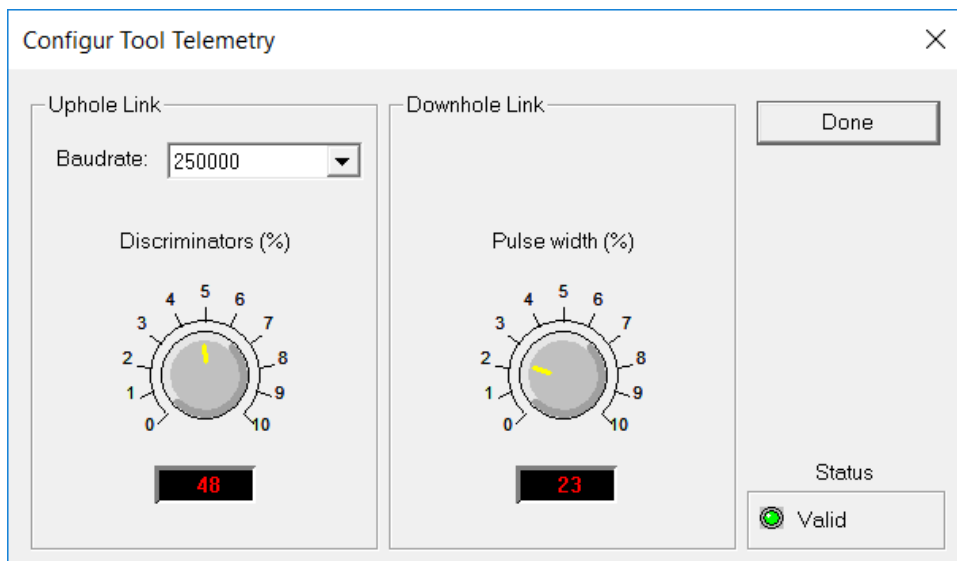 Configur Tool Telemetry
Uphole Link
Baudrate: 250000
Discriminators (%)
0 1 2 3 4 5 6 7 8 9 10
48
Downhole Link
Pulse width (%)
0 1 2 3 4 5 6 7 8 9 10
23
Done
Status
Valid